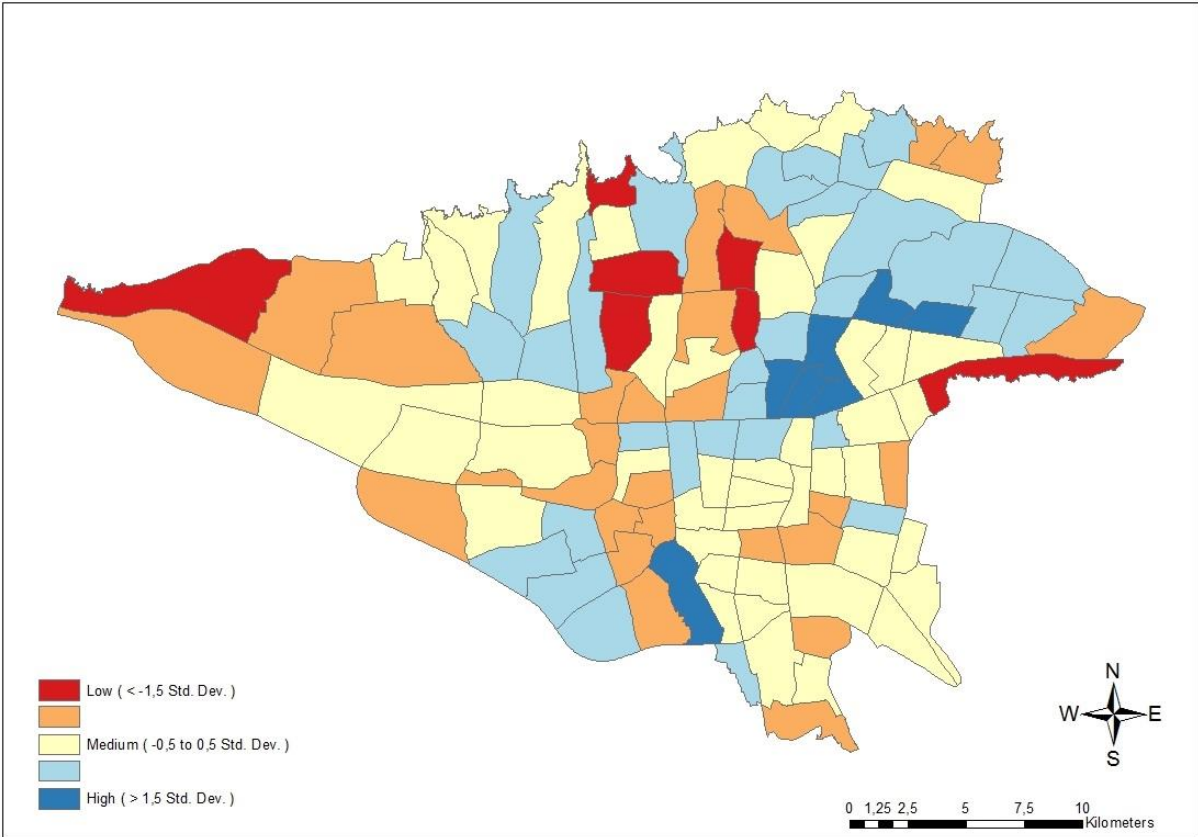 Low ( < -1,5 Std. Dev. )
Medium ( -0,5 to 0,5 Std. Dev. )
High ( > 1,5 Std. Dev. )
N
W E
S
0 1,25 2,5 5 7,5 10
Kilometers